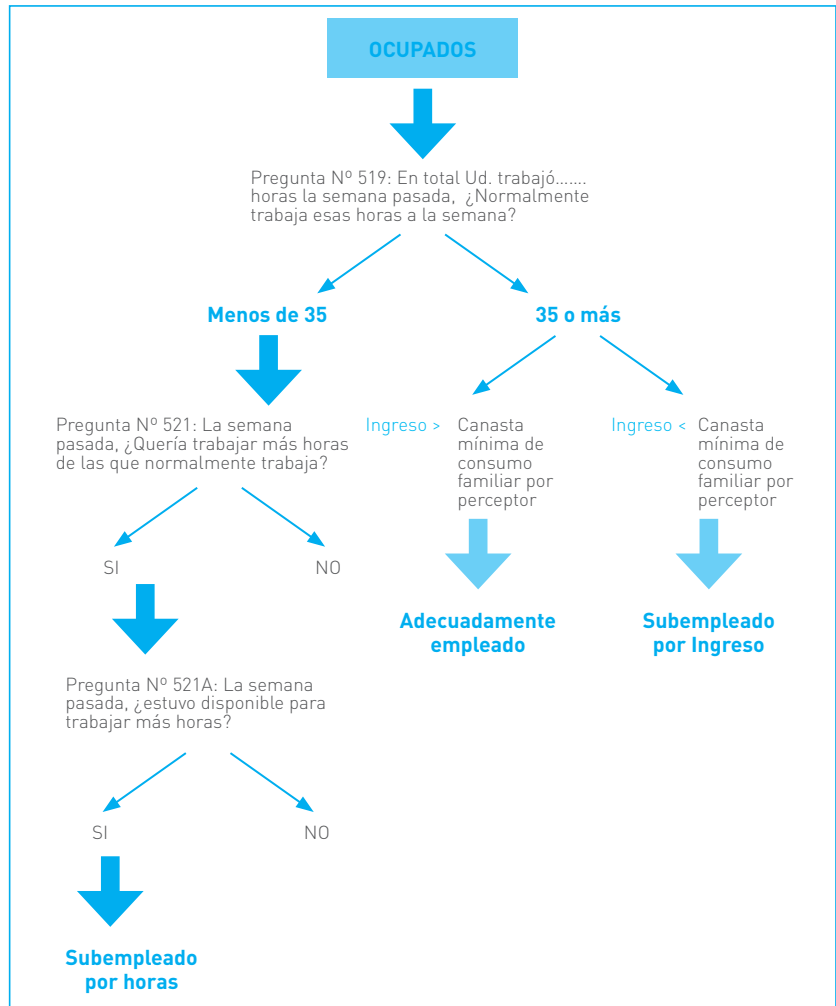 OCUPADOS
Pregunta Nº 519: En total Ud. trabajó.......
horas la semana pasada, ¿Normalmente
trabaja esas horas a la semana?
Menos de 35
35 o más
Pregunta Nº 521: La semana
pasada, ¿Quería trabajar más horas
de las que normalmente trabaja?
SI
NO
Ingreso > Canasta
mínima de
consumo
familiar por
perceptor
Ingreso < Canasta
mínima de
consumo
familiar por
perceptor
Adecuadamente
empleado
Subempleado
por Ingreso
Pregunta Nº 521A: La semana
pasada, ¿estuvo disponible para
trabajar más horas?
SI
NO
Subempleado
por horas